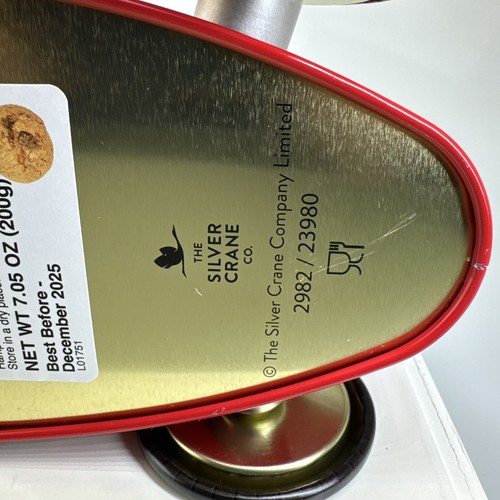 Store in a dry place.
NET WT 7.05 OZ (200g)
Best Before -
December 2025
L01751
THE
SILVER
CRANE
CO.
© The Silver Crane Company Limited
2982 / 23980